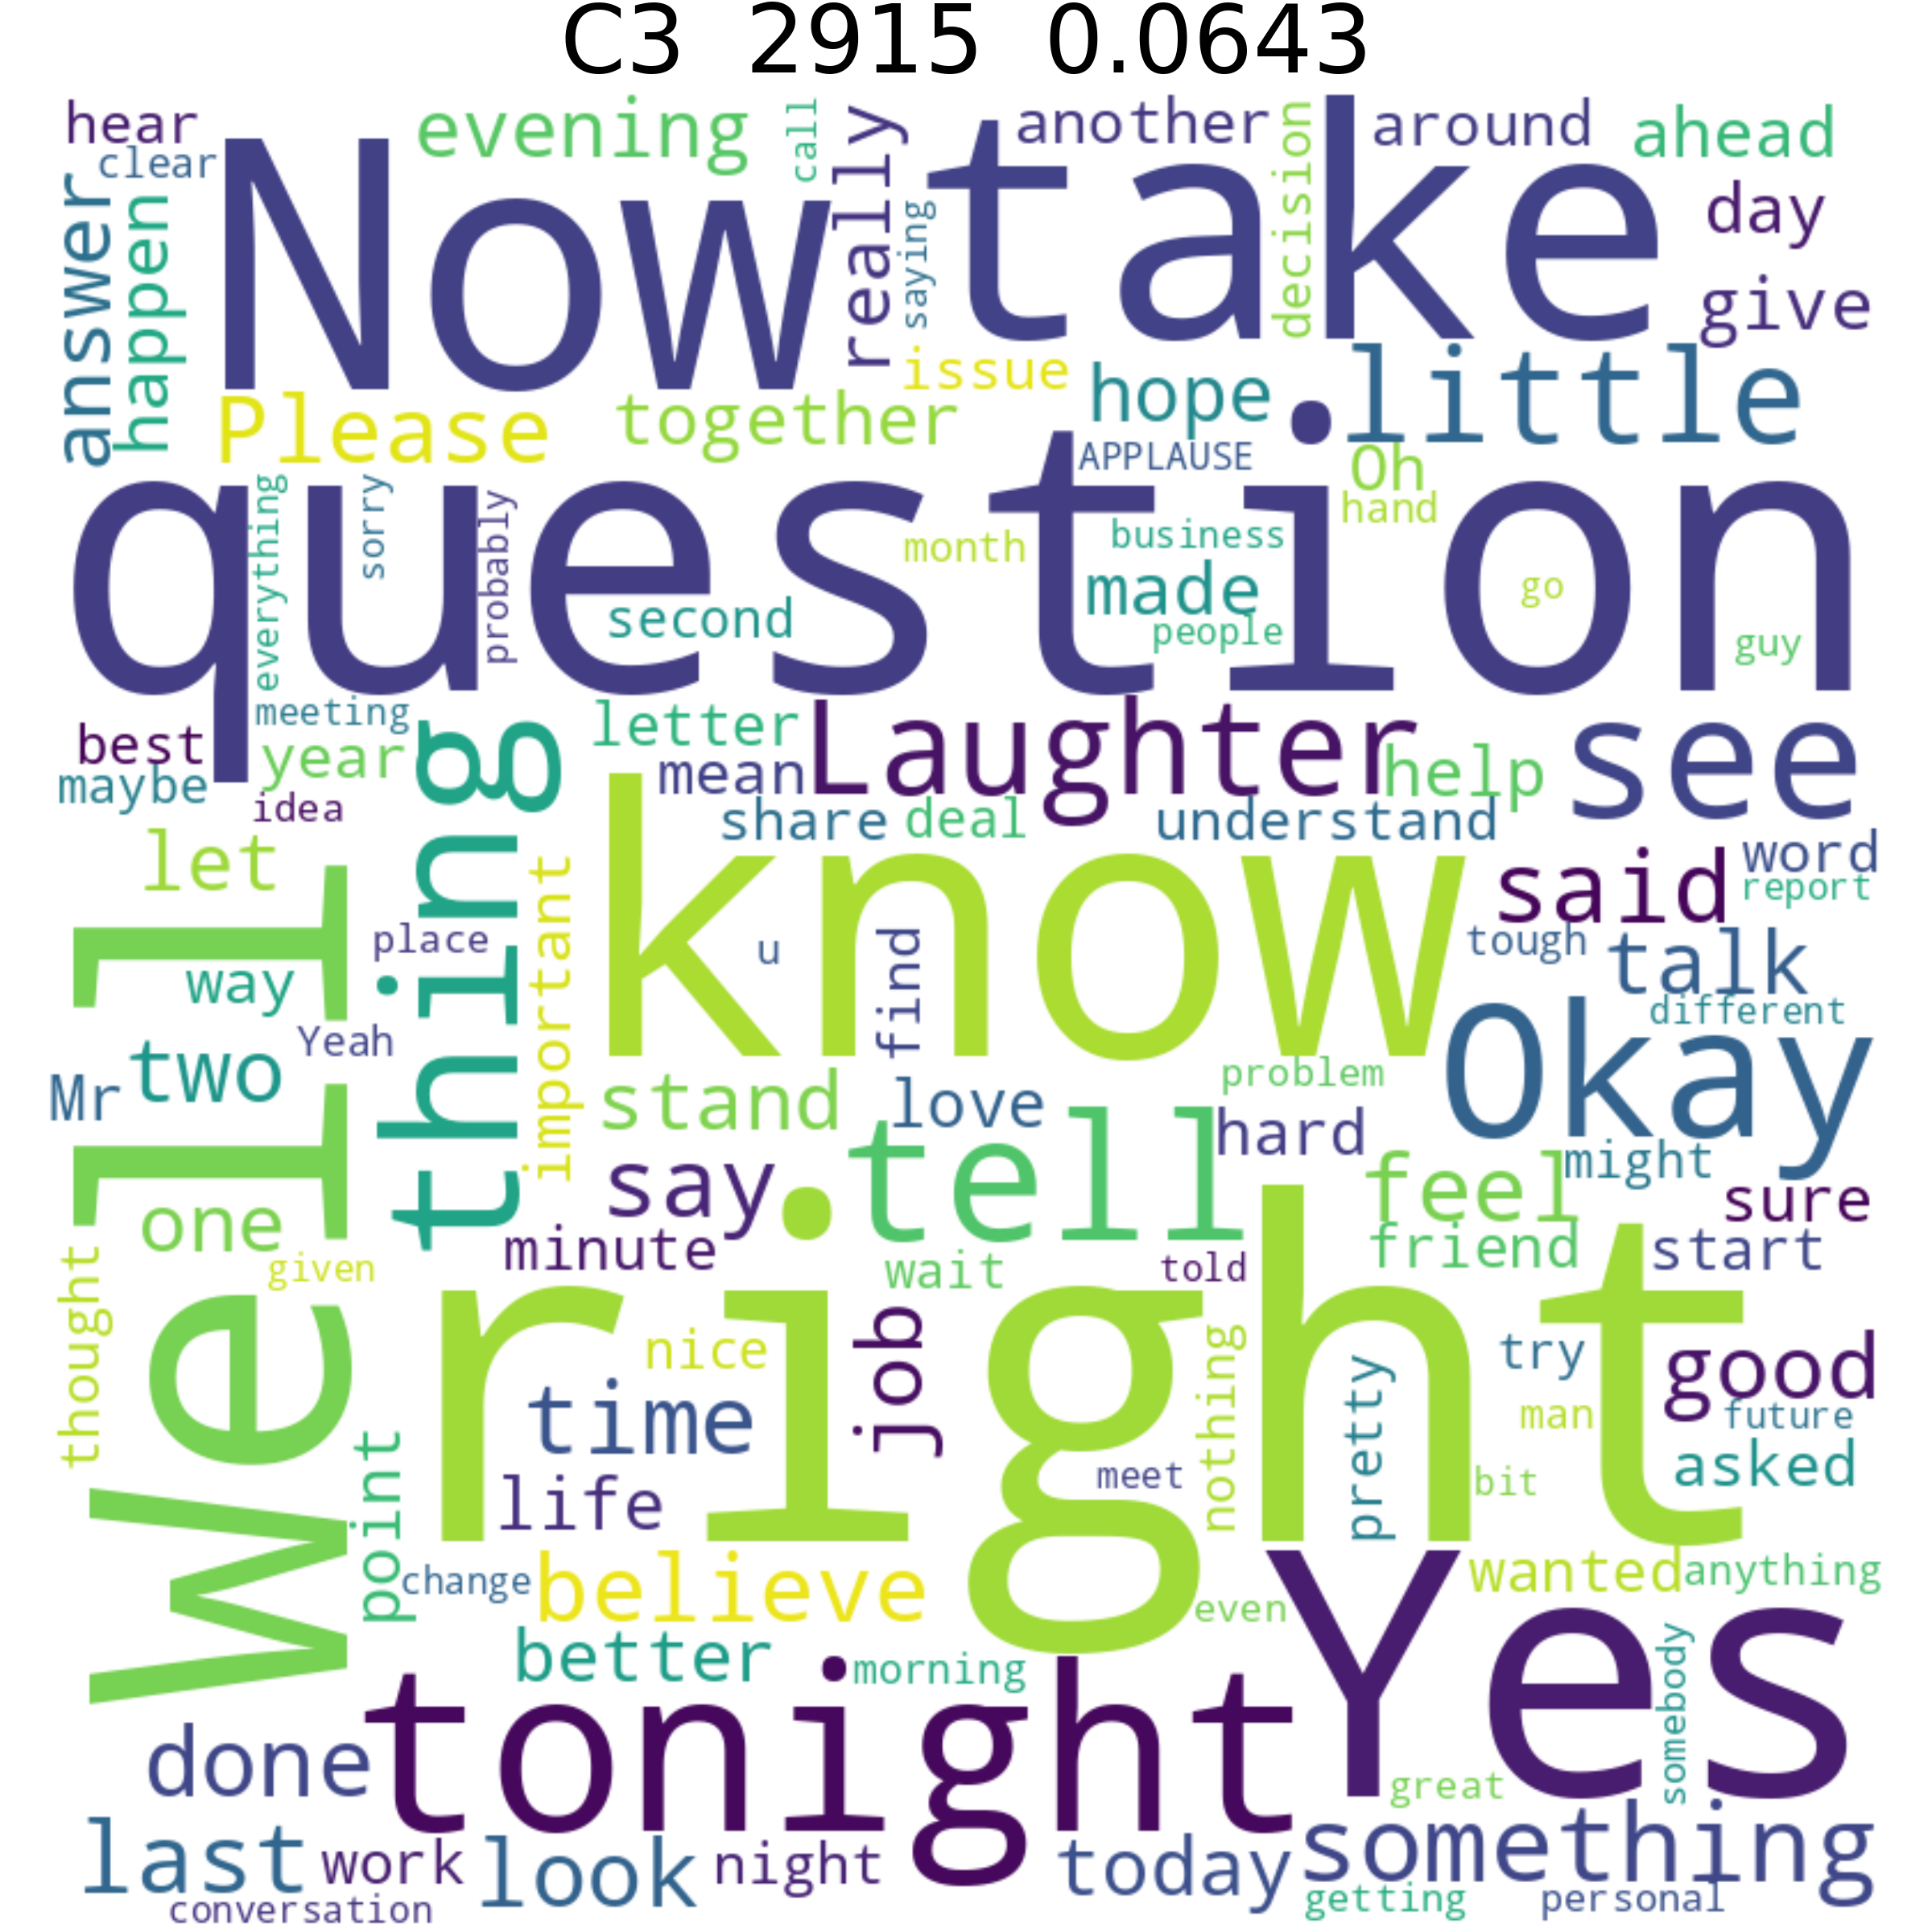 C3 2915 0.0643
hear
evening
call
really
another
decision
around
ahead
clear
Now
take
day
answer
happen
saying
give
issue
hope
little
Please
together
APPLAUSE
Oh
hand
question
everything
sorry
probably
month
business
made
go
second
people
guy
meeting
letter
Laughter
see
best
year
thing
mean
help
maybe
idea
share
deal
understand
let
well
know
said
word
report
important
place
u
find
tough
talk
way
different
Yeah
Okay
two
problem
Mr
stand
love
hard
tell
might
say
feel
sure
one
minute
friend
start
given
wait
told
thought
right
nice
job
nothing
pretty
try
good
time
man
future
point
life
meet
bit
asked
change
believe
Yes
wanted
anything
even
better
morning
somebody
tonight
done
great
last
work
look
night
today
something
conversation
getting
personal